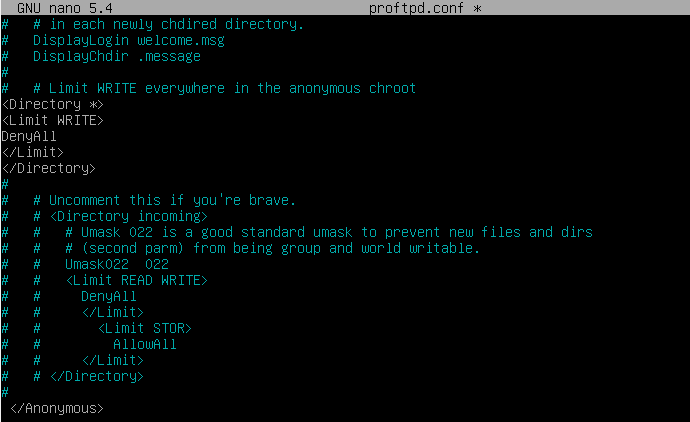 GNU nano 5.4 proftpd.conf *
#   # in each newly chdired directory.
#   DisplayLogin welcome.msg
#   DisplayChdir .message
#
#   # Limit WRITE everywhere in the anonymous chroot
<Directory *>
<Limit WRITE>
DenyAll
</Limit>
</Directory>
#
#   # Uncomment this if you're brave.
#   # <Directory incoming>
#   #   # Umask 022 is a good standard umask to prevent new files and dirs
#   #   # (second parm) from being group and world writable.
#   #   Umask022  022
#   #   <Limit READ WRITE>
#   #     DenyAll
#   #     </Limit>
#   #       <Limit STOR>
#   #         AllowAll
#   #     </Limit>
#   # </Directory>
#
</Anonymous>